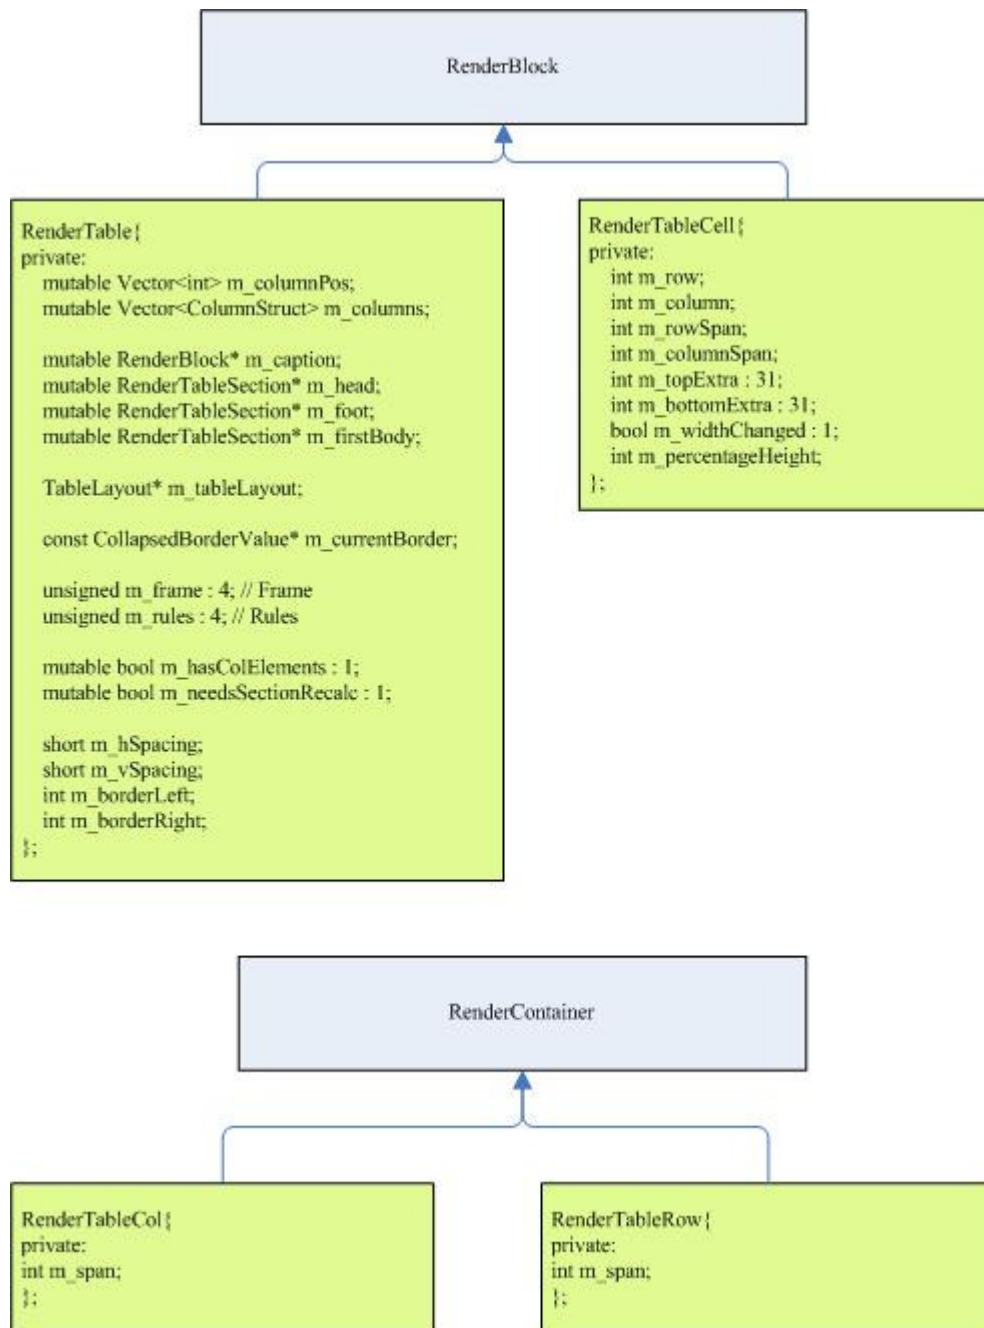 RenderBlock
RenderTable{
private:
mutable Vector<int> m_columnPos;
mutable Vector<ColumnStruct> m_columns;
mutable RenderBlock* m_caption;
mutable RenderTableSection* m_head;
mutable RenderTableSection* m_foot;
mutable RenderTableSection* m_firstBody;
TableLayout* m_tableLayout;
const CollapsedBorderValue* m_currentBorder;
unsigned m_frame : 4; // Frame
unsigned m_rules : 4; // Rules
mutable bool m_hasColElements : 1;
mutable bool m_needsSectionRecalc : 1;
short m_hSpacing;
short m_vSpacing;
int m_borderLeft;
int m_borderRight;
};
RenderTableCell{
private:
int m_row;
int m_column;
int m_rowSpan;
int m_columnSpan;
int m_topExtra : 31;
int m_bottomExtra : 31;
bool m_widthChanged : 1;
int m_percentageHeight;
};
RenderContainer
RenderTableCol{
private:
int m_span;
};
RenderTableRow{
private:
int m_span;
};